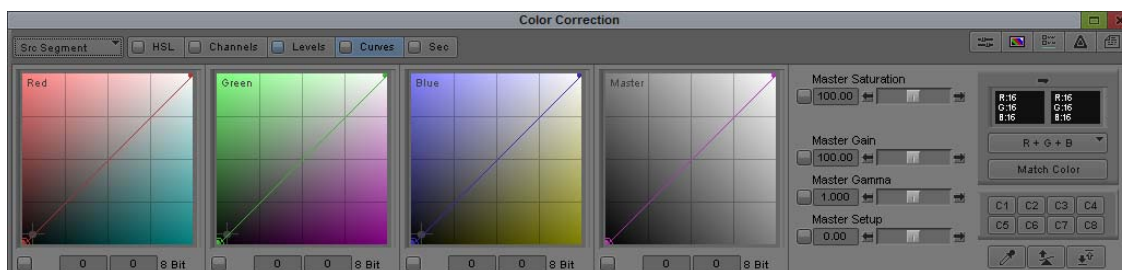 Color Correction
Src Segment HSL Channels Levels Curves Sec
Red Green Blue Master
Master Saturation
100.00
Master Gain
100.00
Master Gamma
1.000
Master Setup
0.00
R:16 R:16
G:16 G:16
B:16 B:16
R + G + B
Match Color
C1 C2 C3 C4
C5 C6 C7 C8
0 0 8 Bit 0 0 8 Bit 0 0 8 Bit 0 0 8 Bit